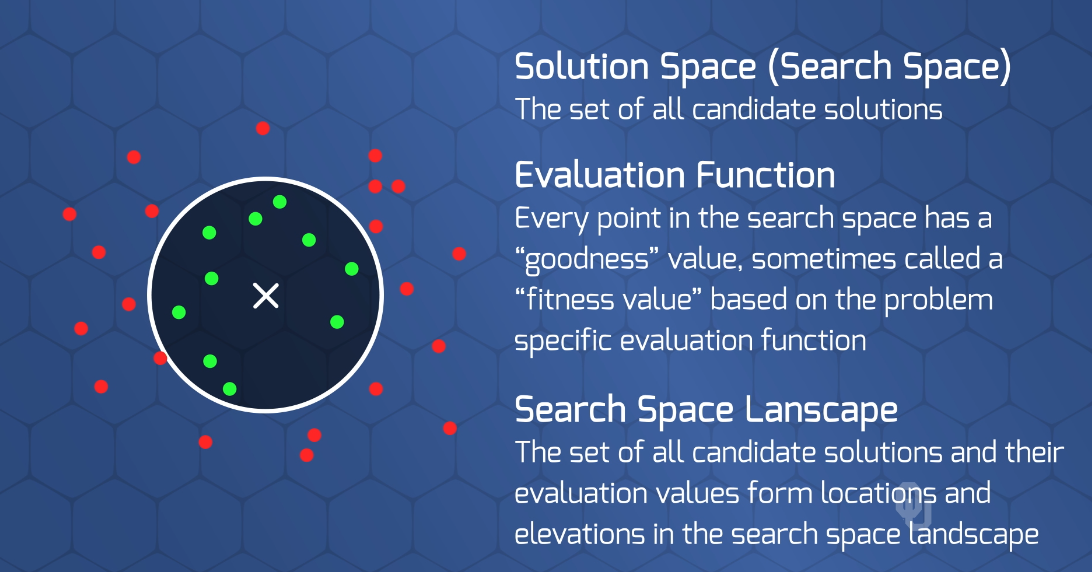 Solution Space (Search Space)
The set of all candidate solutions
Evaluation Function
Every point in the search space has a
“goodness” value, sometimes called a
“fitness value” based on the problem
specific evaluation function
Search Space Lanscape
The set of all candidate solutions and their
evaluation values form locations and
elevations in the search space landscape